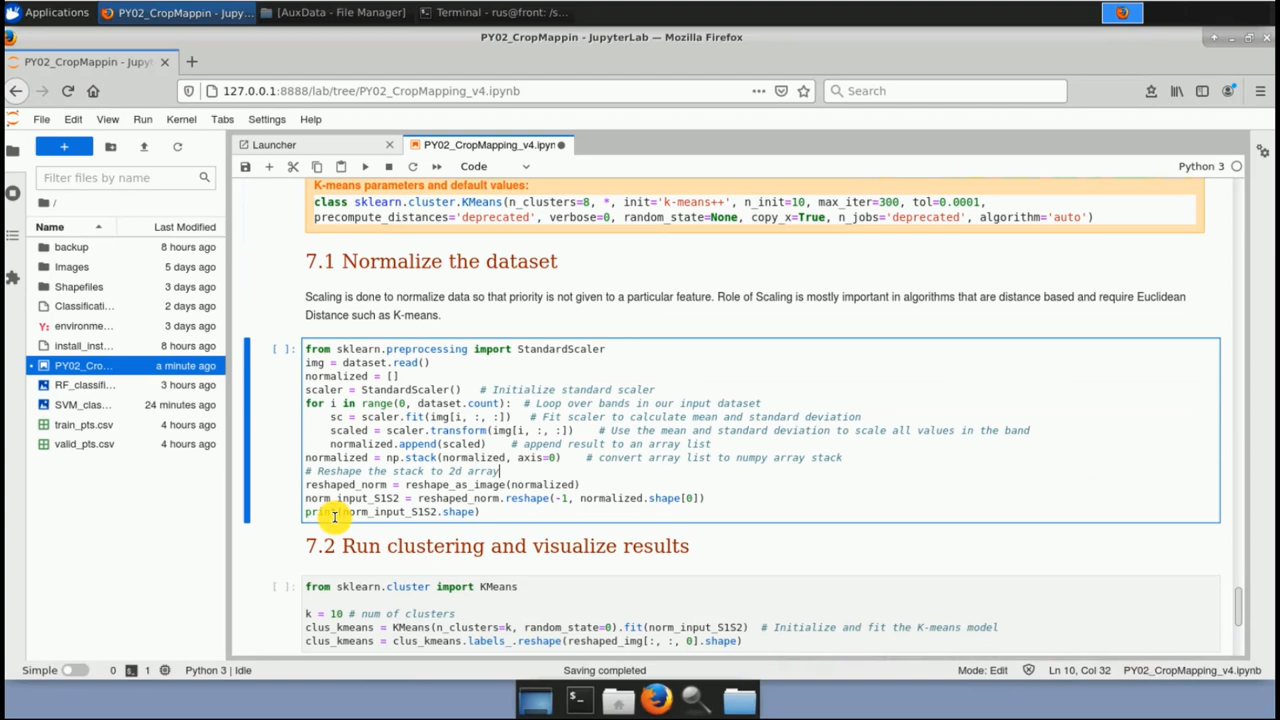 Applications
PY02_CropMappin - Jupy...
[AuxData - File Manager]
Terminal - rus@front: /s...
PY02_CropMappin - JupyterLab — Mozilla Firefox
PY02_CropMappin - Jupyt
127.0.0.1:8888/lab/tree/PY02_CropMapping_v4.ipynb
Search
File Edit View Run Kernel Tabs Settings Help
Launcher
PY02_CropMapping_v4.ipyn
Code
Python 3
Filter files by name
/
Name Last Modified
backup 8 hours ago
Images 5 days ago
Shapefiles 3 days ago
Classificati... 2 days ago
Y: environme... 3 days ago
install_inst... 8 hours ago
PY02_Cro... a minute ago
RF_classifi... 3 hours ago
SVM_clas... 24 minutes ago
train_pts.csv 4 hours ago
valid_pts.csv 4 hours ago
K-means parameters and default values:
class sklearn.cluster.KMeans(n_clusters=8, *, init='k-means++', n_init=10, max_iter=300, tol=0.0001,
precompute_distances='deprecated', verbose=0, random_state=None, copy_x=True, n_jobs='deprecated', algorithm='auto')
7.1 Normalize the dataset
Scaling is done to normalize data so that priority is not given to a particular feature. Role of Scaling is mostly important in algorithms that are distance based and require Euclidean
Distance such as K-means.
[ ]: from sklearn.preprocessing import StandardScaler
img = dataset.read()
normalized = []
scaler = StandardScaler() # Initialize standard scaler
for i in range(0, dataset.count): # Loop over bands in our input dataset
sc = scaler.fit(img[i, :, :]) # Fit scaler to calculate mean and standard deviation
scaled = scaler.transform(img[i, :, :]) # Use the mean and standard deviation to scale all values in the band
normalized.append(scaled) # append result to an array list
normalized = np.stack(normalized, axis=0) # convert array list to numpy array stack
# Reshape the stack to 2d array
reshaped_norm = reshape_as_image(normalized)
norm_input_S1S2 = reshaped_norm.reshape(-1, normalized.shape[0])
print(norm_input_S1S2.shape)
7.2 Run clustering and visualize results
[ ]: from sklearn.cluster import KMeans
k = 10 # num of clusters
clus_kmeans = KMeans(n_clusters=k, random_state=0).fit(norm_input_S1S2) # Initialize and fit the K-means model
clus_kmeans = clus_kmeans.labels_.reshape(reshaped_img[:, :, 0].shape)
Simple 0 1 Python 3 | Idle Saving completed Mode: Edit Ln 10, Col 32 PY02_CropMapping_v4.ipynb